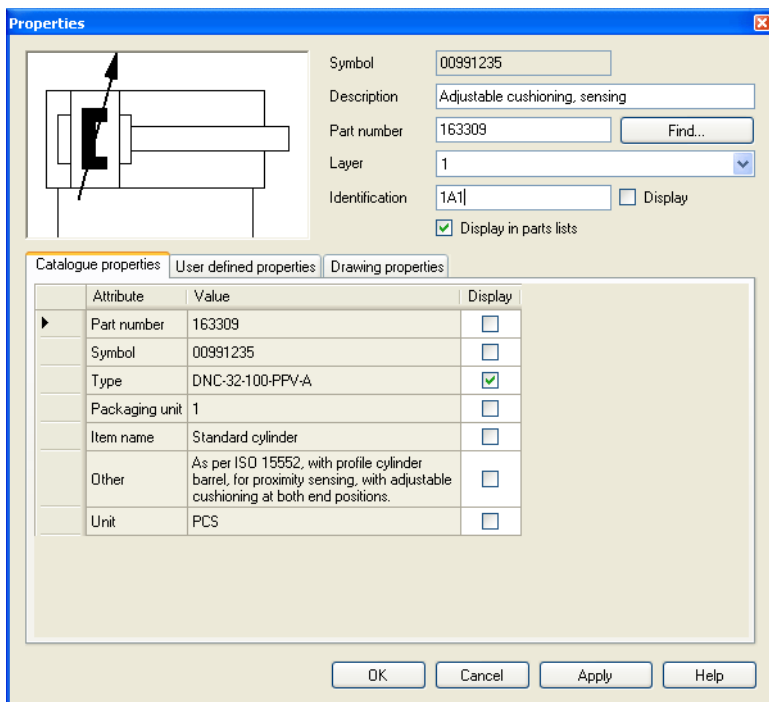 Properties
Symbol 00991235
Description Adjustable cushioning, sensing
Part number 163309 Find...
Layer 1
Identification 1A1 Display
Display in parts lists
Catalogue properties User defined properties Drawing properties
Attribute Value Display
Part number 163309
Symbol 00991235
Type DNC-32-100-PPV-A
Packaging unit 1
Item name Standard cylinder
Other As per ISO 15552, with profile cylinder
barrel, for proximity sensing, with adjustable
cushioning at both end positions.
Unit PCS
OK Cancel Apply Help